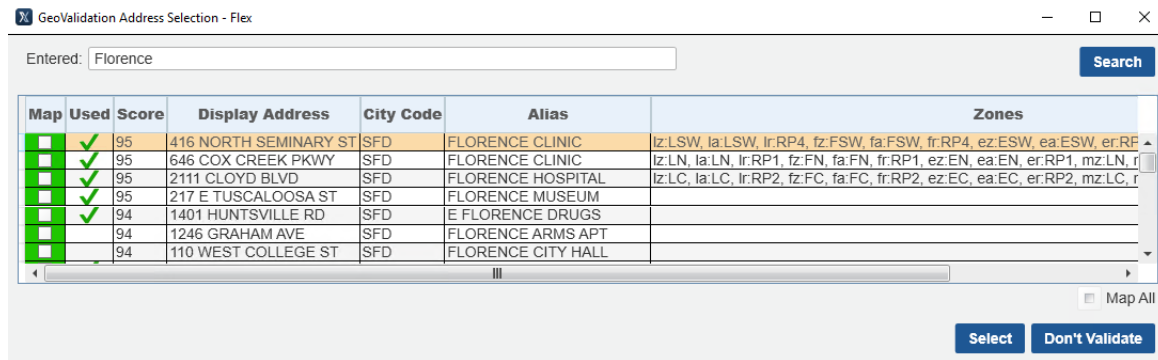 GeoValidation Address Selection - Flex
Entered: Florence
Search
Map Used Score Display Address City Code Alias Zones
95 416 NORTH SEMINARY ST SFD FLORENCE CLINIC lz:LSW, la:LSW, lr:RP4, fz:FSW, fa:FSW, fr:RP4, ez:ESW, ea:ESW, er:RP
95 646 COX CREEK PKWY SFD FLORENCE CLINIC lz:LN, la:LN, lr:RP1, fz:FN, fa:FN, fr:RP1, ez:EN, ea:EN, er:RP1, mz:LN, r
95 2111 CLOYD BLVD SFD FLORENCE HOSPITAL lz:LC, la:LC, lr:RP2, fz:FC, fa:FC, fr:RP2, ez:EC, ea:EC, er:RP2, mz:LC, r
95 217 E TUSCALOOSA ST SFD FLORENCE MUSEUM
94 1401 HUNTSVILLE RD SFD E FLORENCE DRUGS
94 1246 GRAHAM AVE SFD FLORENCE ARMS APT
94 110 WEST COLLEGE ST SFD FLORENCE CITY HALL
Map All
Select Don't Validate